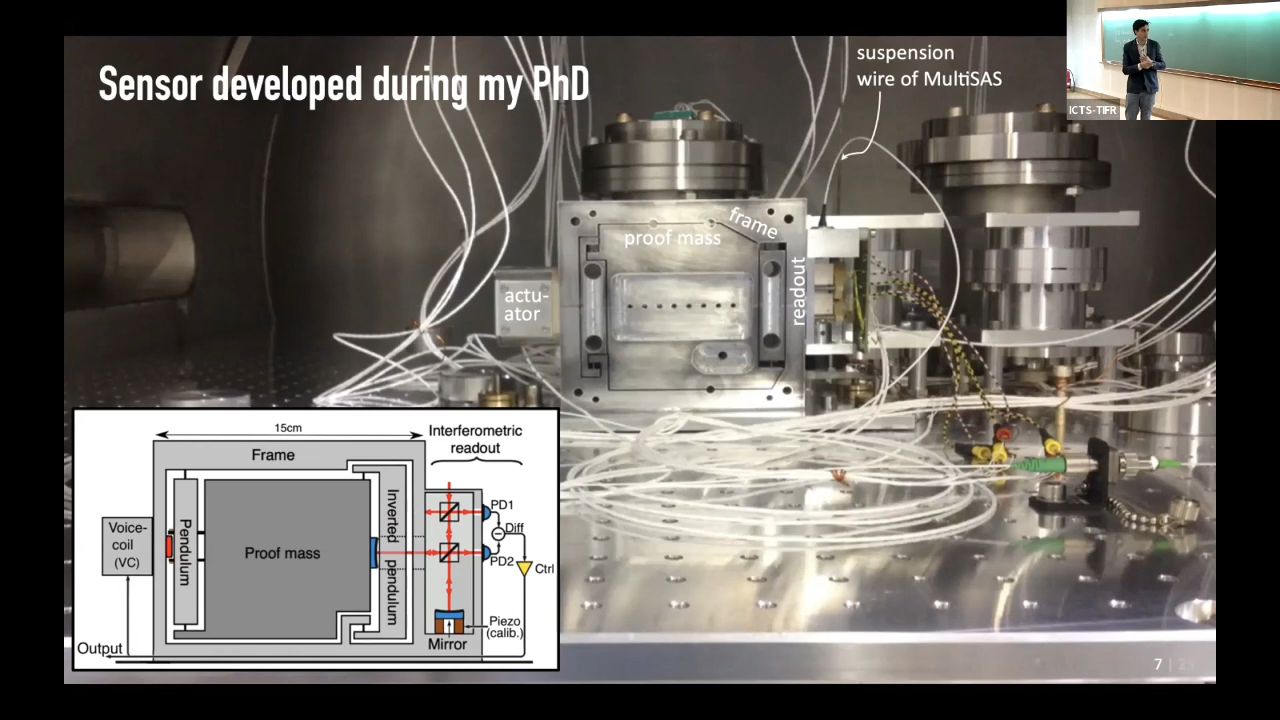 Sensor developed during my PhD
suspension
wire of MultiSAS
ICTS-TIFR
frame
proof mass
readout
actu-
ator
15cm
Frame
Interferometric
readout
Voice-
coil
(VC)
Pendulum
Proof mass
Inverted pendulum
PD1
Diff
PD2
Ctrl
Piezo
(calib.)
Mirror
Output
7